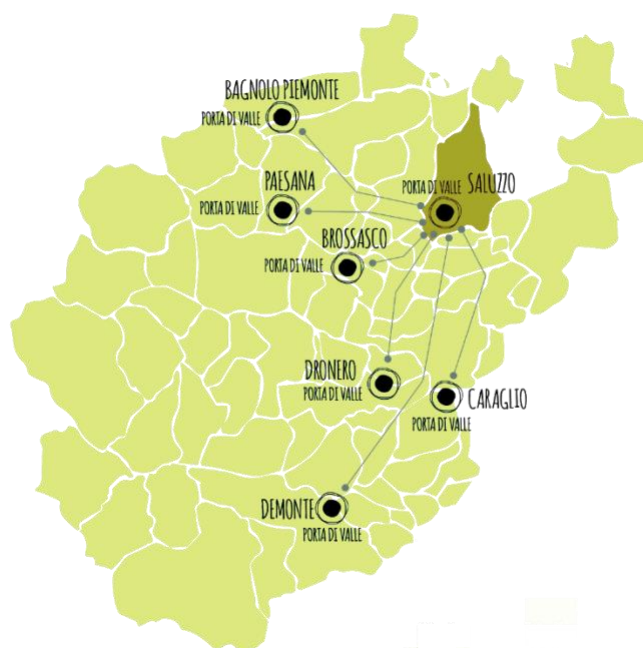 BAGNOLO PIEMONTE
PORTA DI VALLE
PAESANA
PORTA DI VALLE
PORTA DI VALLE SALUZZO
BROSSASCO
PORTA DI VALLE
DRONERO
PORTA DI VALLE
CARAGLIO
PORTA DI VALLE
DEMONTE
PORTA DI VALLE